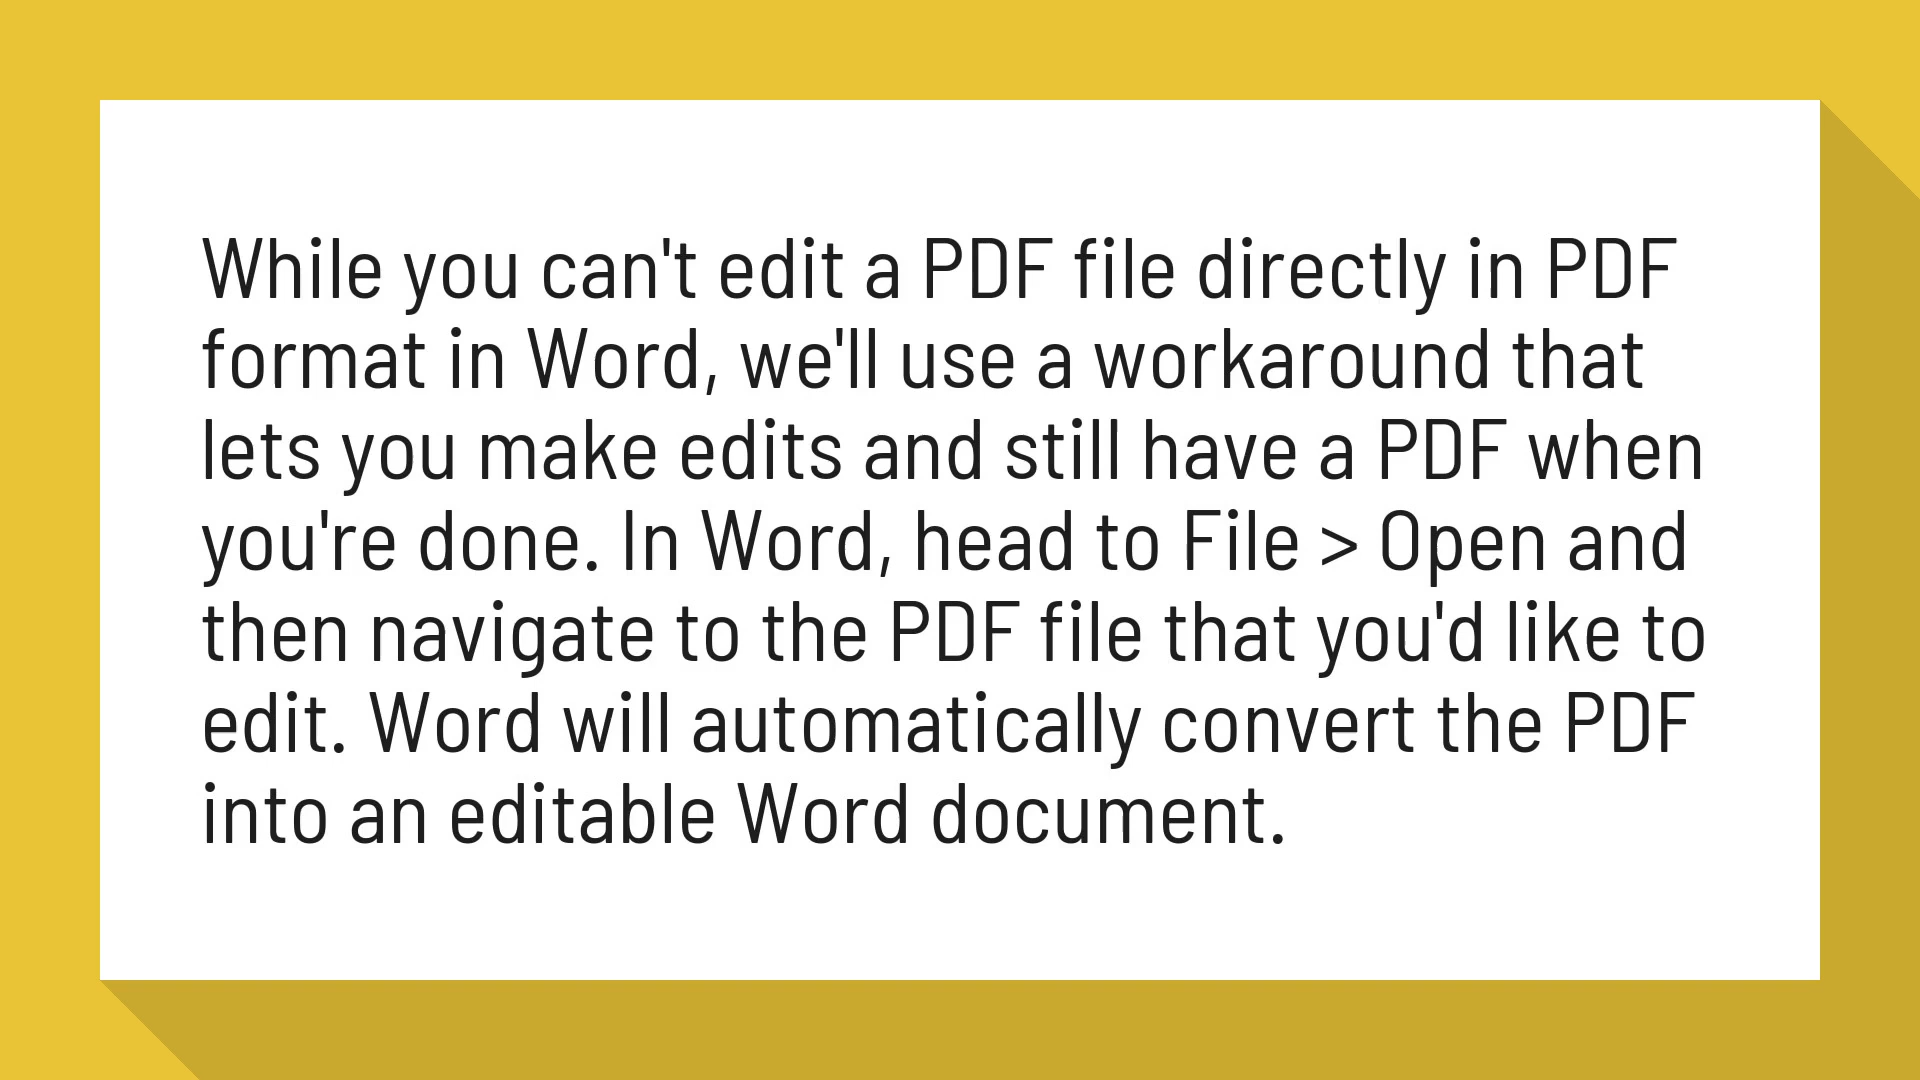 While you can't edit a PDF file directly in PDF
format in Word, we'll use a workaround that
lets you make edits and still have a PDF when
you're done. In Word, head to File > Open and
then navigate to the PDF file that you'd like to
edit. Word will automatically convert the PDF
into an editable Word document.